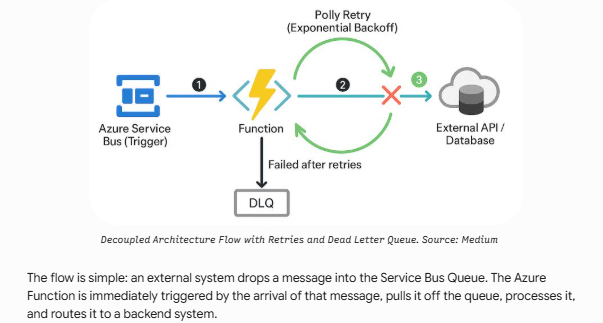 Polly Retry
(Exponential Backoff)
1
2
3
Azure Service
Bus (Trigger)
Function
External API /
Database
Failed after retries
DLQ
Decoupled Architecture Flow with Retries and Dead Letter Queue. Source: Medium
The flow is simple: an external system drops a message into the Service Bus Queue. The Azure
Function is immediately triggered by the arrival of that message, pulls it off the queue, processes it,
and routes it to a backend system.